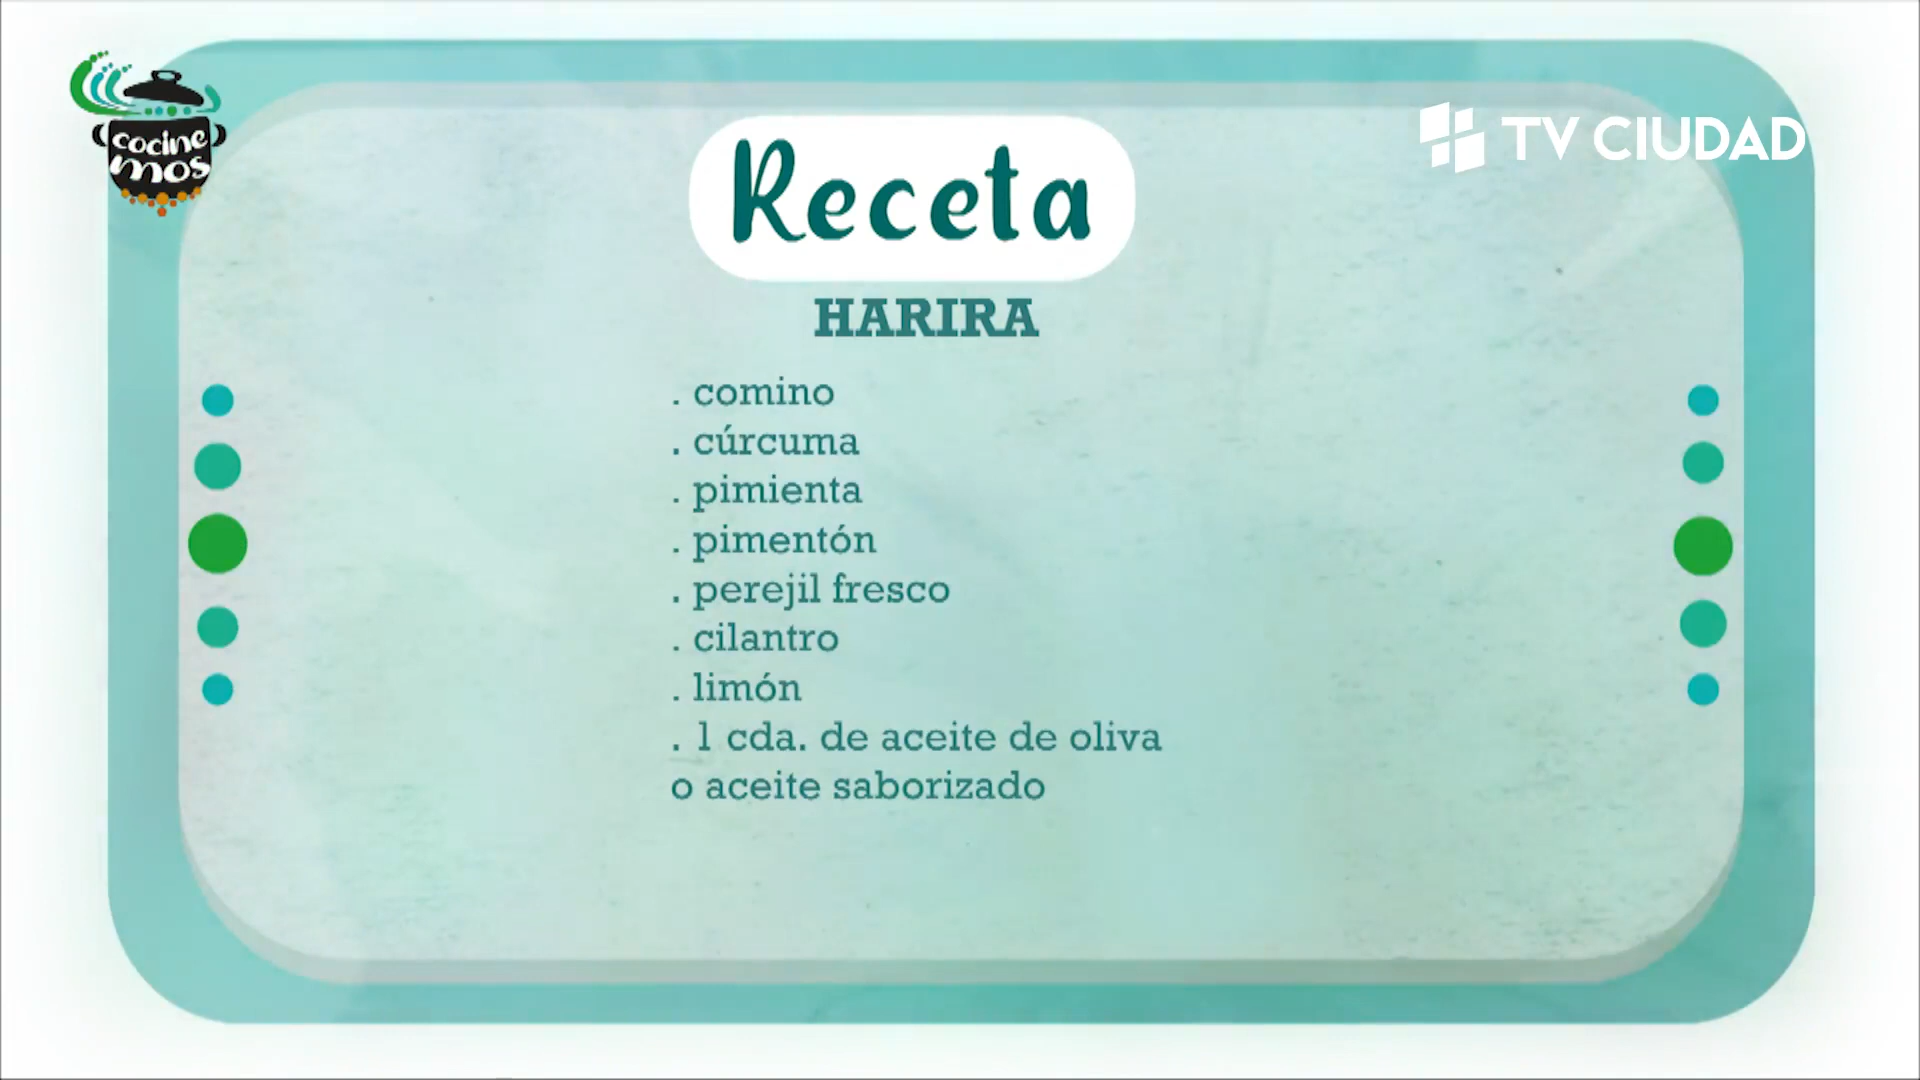 cocine
mos
TV CIUDAD
Receta
HARIRA
. comino
. cúrcuma
. pimienta
. pimentón
. perejil fresco
. cilantro
. limón
. 1 cda. de aceite de oliva
o aceite saborizado